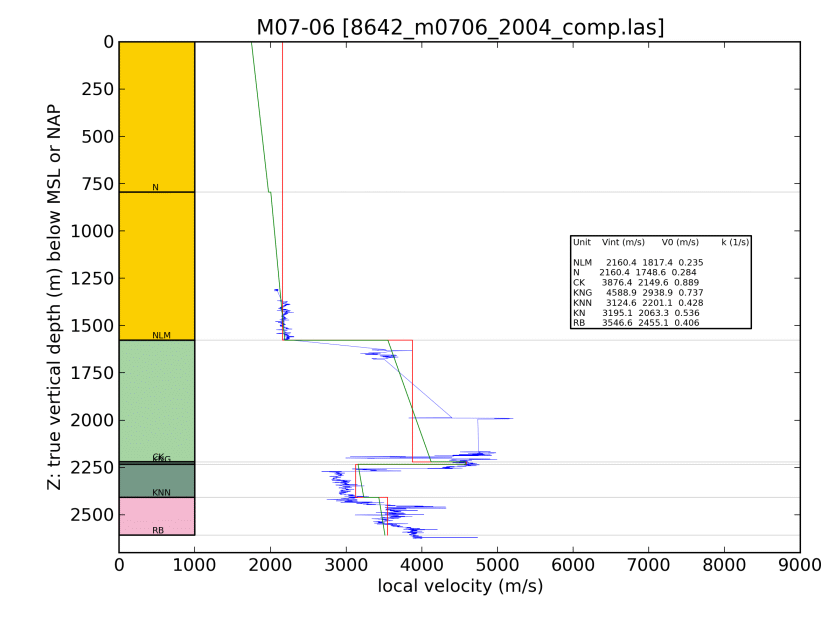 M07-06 [8642_m0706_2004_comp.las]
0
250
500
750
1000
1250
1500
1750
2000
2250
2500
Z: true vertical depth (m) below MSL or NAP
N
NLM
CK
KNG
KNN
RB
Unit Vint (m/s) V0 (m/s) k (1/s)
NLM 2160.4 1817.4 0.235
N 2160.4 1748.6 0.284
CK 3876.4 2149.6 0.889
KNG 4588.9 2938.9 0.737
KNN 3124.6 2201.1 0.428
KN 3195.1 2063.3 0.536
RB 3546.6 2455.1 0.406
0 1000 2000 3000 4000 5000 6000 7000 8000 9000
local velocity (m/s)